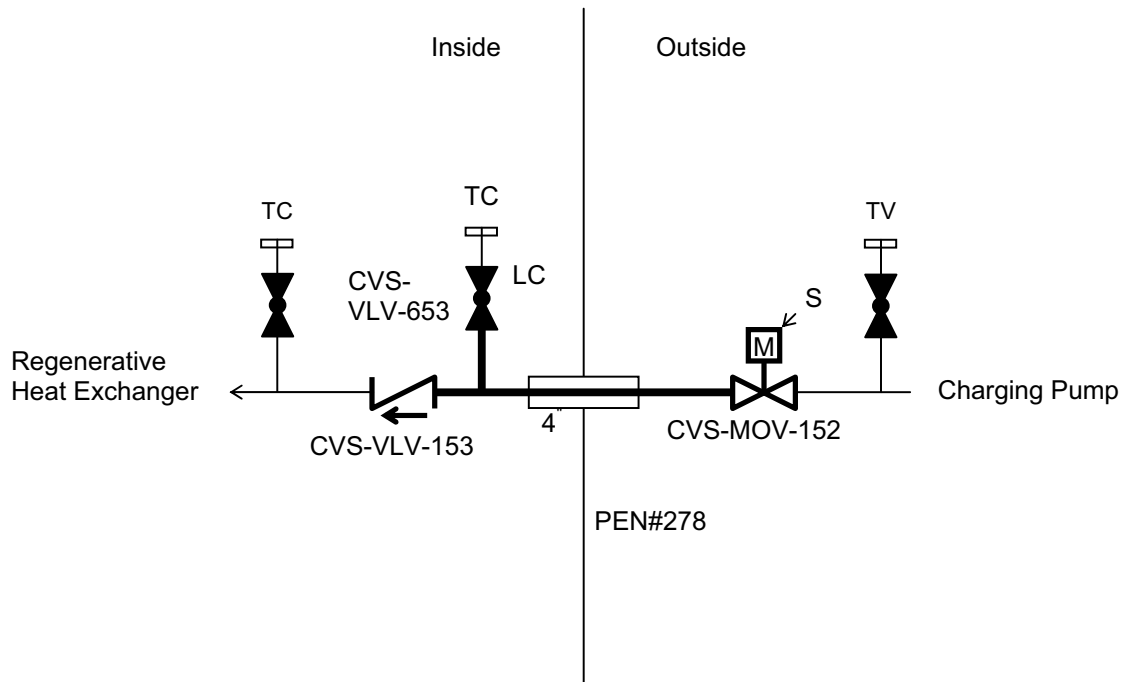 Inside
Outside
TC
TC
TV
CVS-
VLV-653
LC
S
M
Regenerative
Heat Exchanger
Charging Pump
4"
CVS-VLV-153
CVS-MOV-152
PEN#278